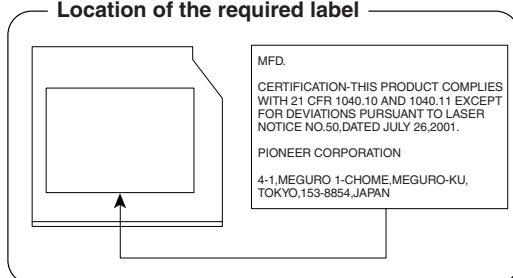 Location of the required label
MFD.
CERTIFICATION-THIS PRODUCT COMPLIES
WITH 21 CFR 1040.10 AND 1040.11 EXCEPT
FOR DEVIATIONS PURSUANT TO LASER
NOTICE NO.50,DATED JULY 26,2001.
PIONEER CORPORATION
4-1,MEGURO 1-CHOME,MEGURO-KU,
TOKYO,153-8854,JAPAN